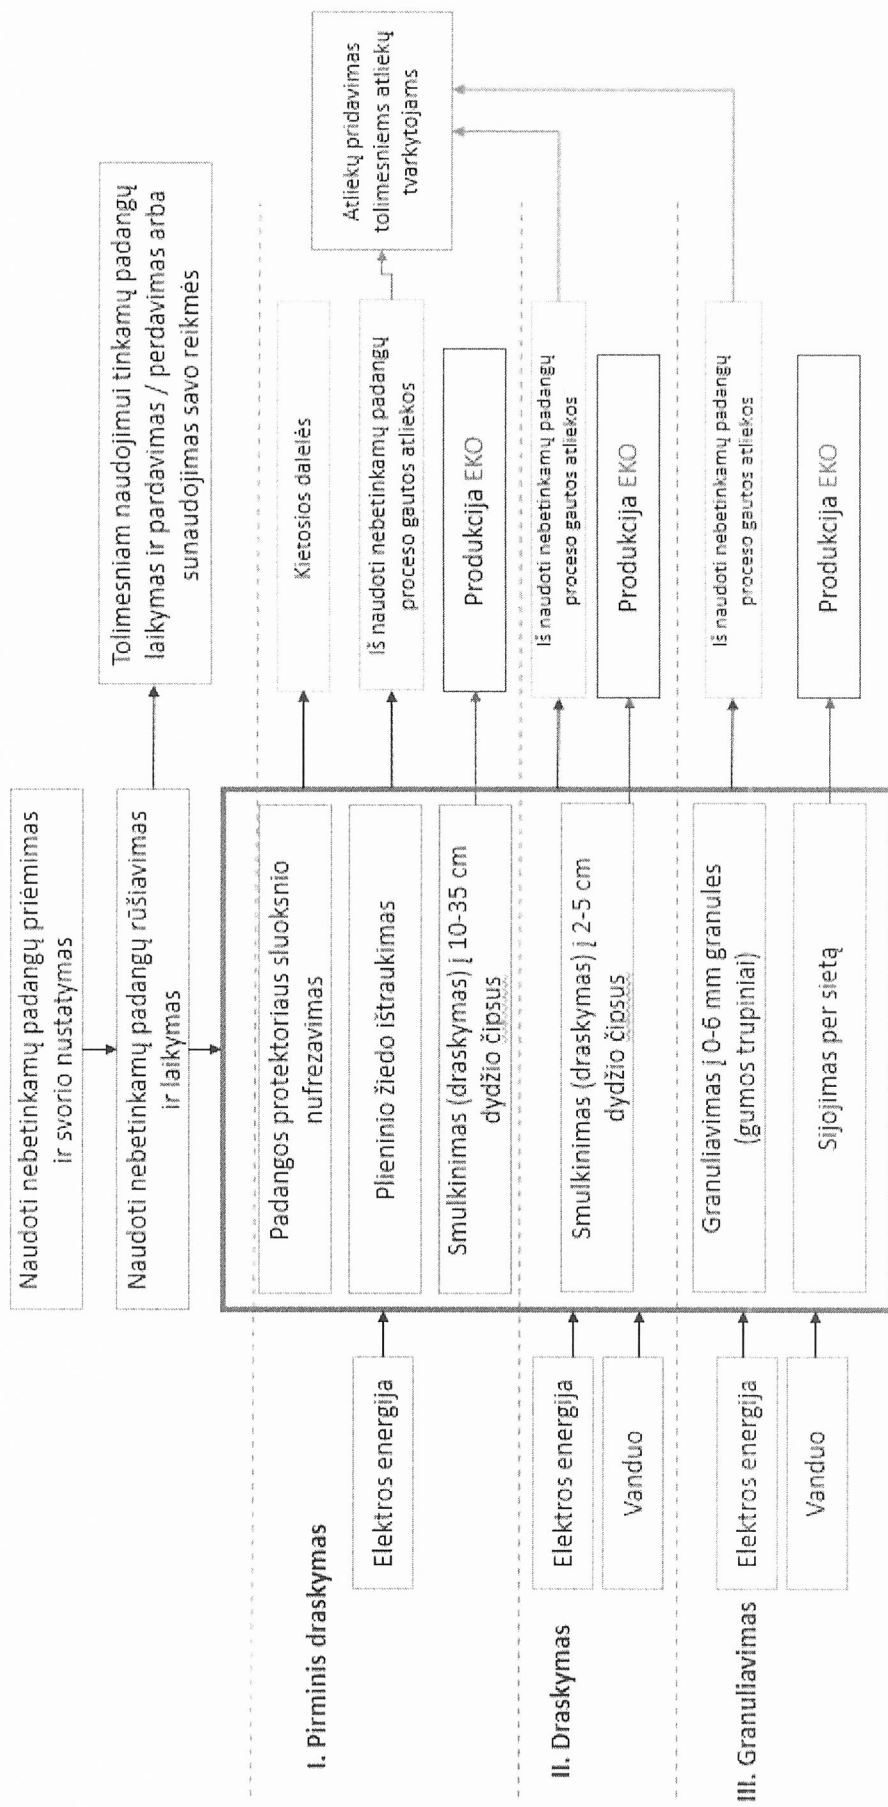 Naudoti nebetinkamų padangų priėmimas
ir svorio nustatymas
Naudoti nebetinkamų padangų rūšiavimas
ir laikymas
Tolimesniam naudojimui tinkamų padangų
laikymas ir pardavimas / perdavimas arba
sunaudojimas savo reikmės
I. Pirminis draskymas
Elektros energija
Padangos protektoriaus sluoksnio
nufrezavimas
Plieninio žiedo ištraukimas
Smulkinimas (draskymas) į 10-35 cm
dydžio čipsus
Kietosios dalelės
Iš naudoti nebetinkamų padangų
proceso gautos atliekos
Produkcija EKO
Atliekų pridavimas
tolimesniems atliekų
tvarkytojams
II. Draskymas
Elektros energija
Vanduo
Smulkinimas (draskymas) į 2-5 cm
dydžio čipsus
Iš naudoti nebetinkamų padangų
proceso gautos atliekos
Produkcija EKO
III. Granuliavimas
Elektros energija
Vanduo
Granuliavimas į 0-6 mm granules
(gumos trupiniai)
Sijojimas per sietą
Iš naudoti nebetinkamų padangų
proceso gautos atliekos
Produkcija EKO